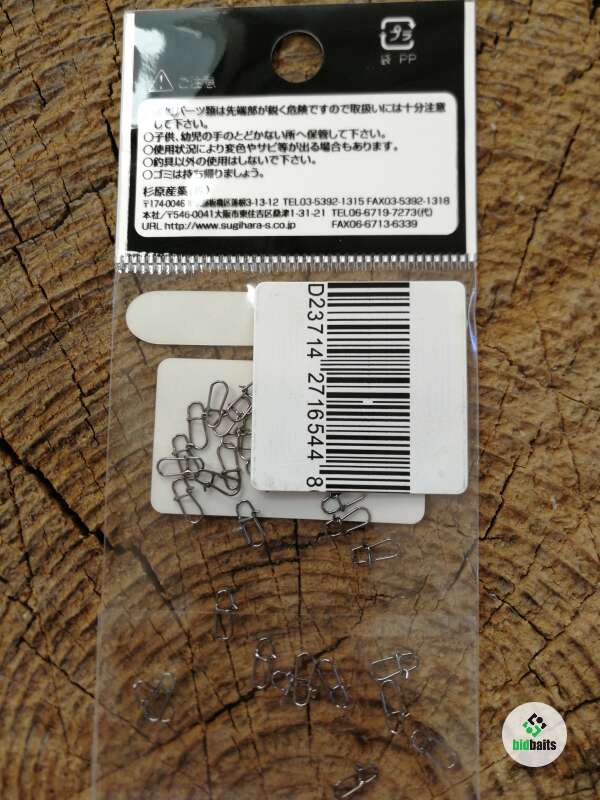 プラ
袋 PP
ご注意
パーツ類は先端部が鋭く危険ですので取扱いには十分注意
して下さい。
○子供、幼児の手のとどかない所へ保管して下さい。
○使用状況により変色やサビ等が出る場合もあります。
○釣具以外の使用はしないで下さい。
○ゴミは持ち帰りましょう。
杉原産業
〒174-0046 板橋区蓮根3-13-12 TEL03-5392-1315 FAX03-5392-1318
本社/〒546-0041大阪市東住吉区桑津1-31-21 TEL06-6719-7273(代)
URL http://www.sugihara-s.co.jp FAX06-6713-6339
D23714 2716544 8
bidbaits